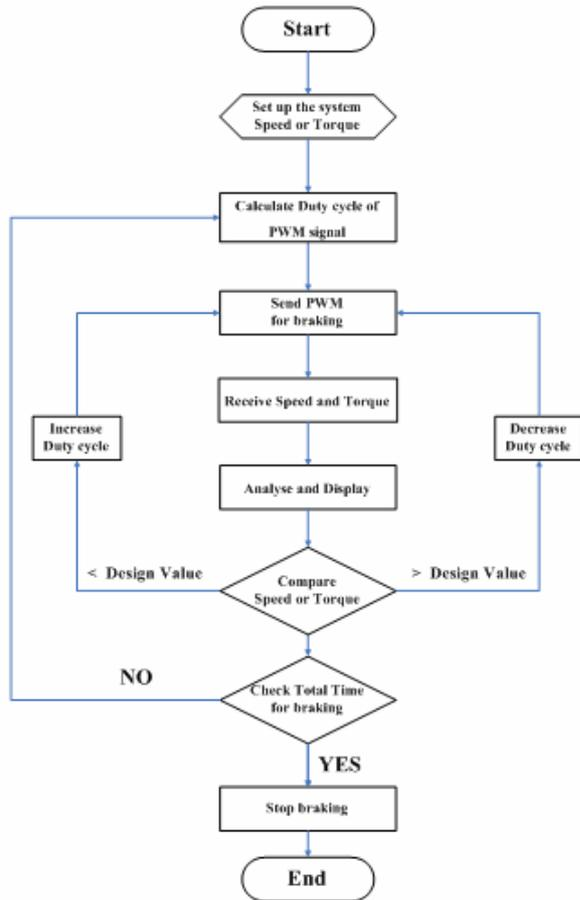 Start
Set up the system
Speed or Torque
Calculate Duty cycle of
PWM signal
Send PWM
for braking
Receive Speed and Torque
Increase
Duty cycle
Decrease
Duty cycle
Analyse and Display
< Design Value
> Design Value
Compare
Speed or Torque
NO
Check Total Time
for braking
YES
Stop braking
End